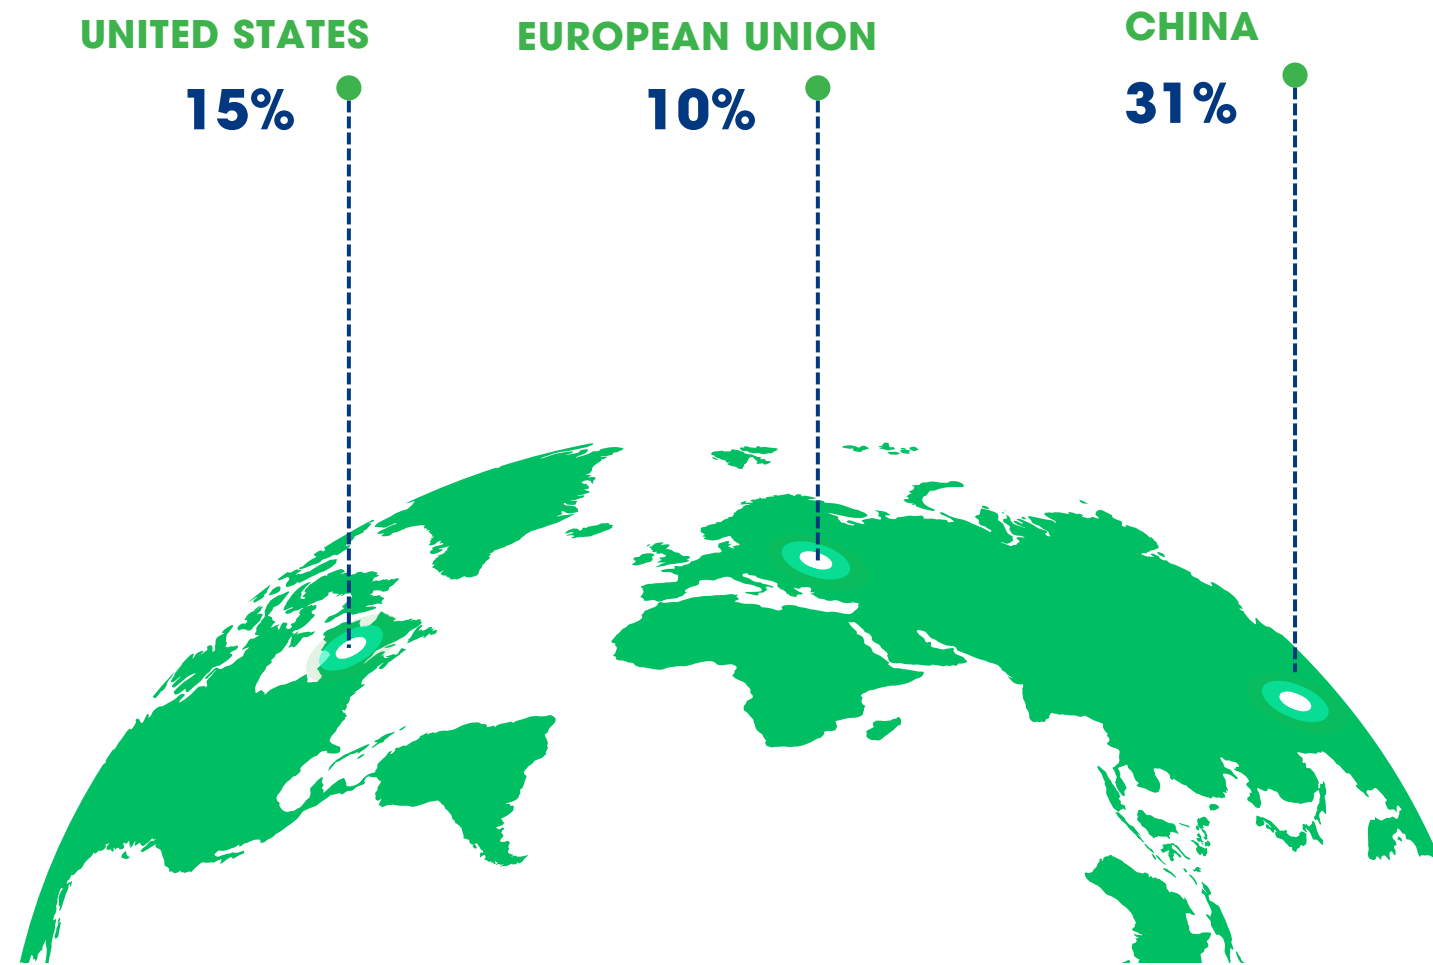 UNITED STATES
15%
EUROPEAN UNION
10%
CHINA
31%